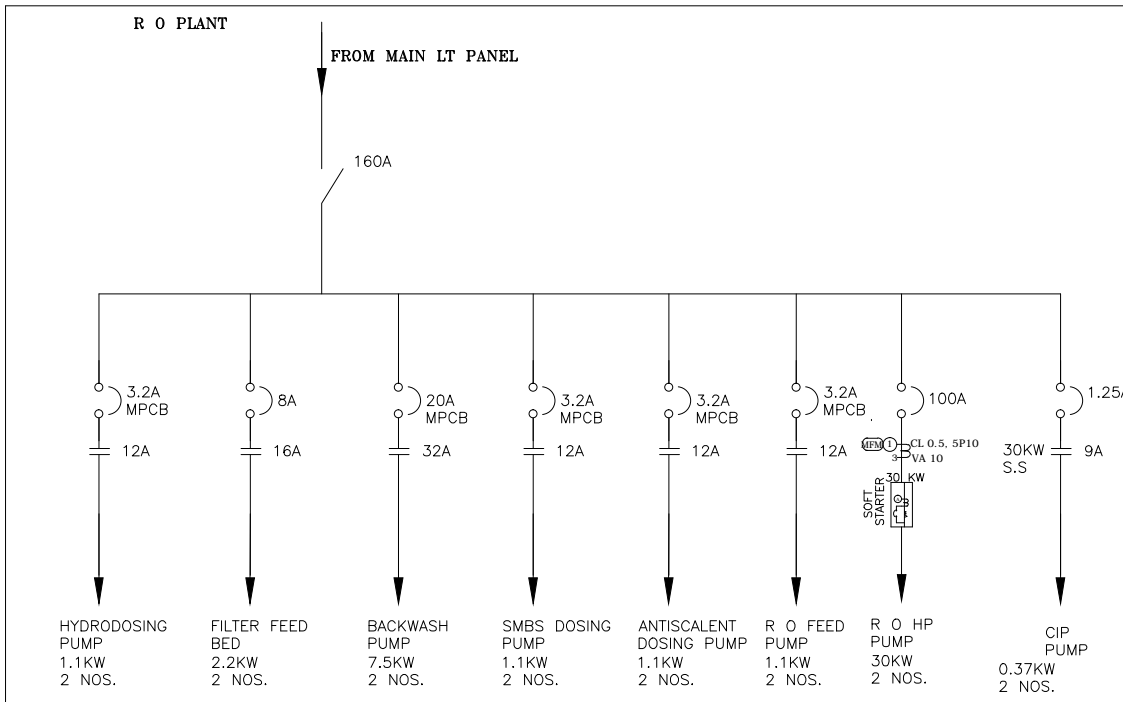 R O PLANT
FROM MAIN LT PANEL
160A
3.2A
MPCB
12A
8A
16A
20A
MPCB
32A
3.2A
MPCB
12A
3.2A
MPCB
12A
3.2A
MPCB
12A
100A
MFM
1
CL 0.5, 5P10
3
VA 10
30 KW
SOFT
STARTER
1.25A
30KW
S.S
9A
HYDRODOSING
PUMP
1.1KW
2 NOS.
FILTER FEED
BED
2.2KW
2 NOS.
BACKWASH
PUMP
7.5KW
2 NOS.
SMBS DOSING
PUMP
1.1KW
2 NOS.
ANTISCALENT
DOSING PUMP
1.1KW
2 NOS.
R O FEED
PUMP
1.1KW
2 NOS.
R O HP
PUMP
30KW
2 NOS.
CIP
PUMP
0.37KW
2 NOS.